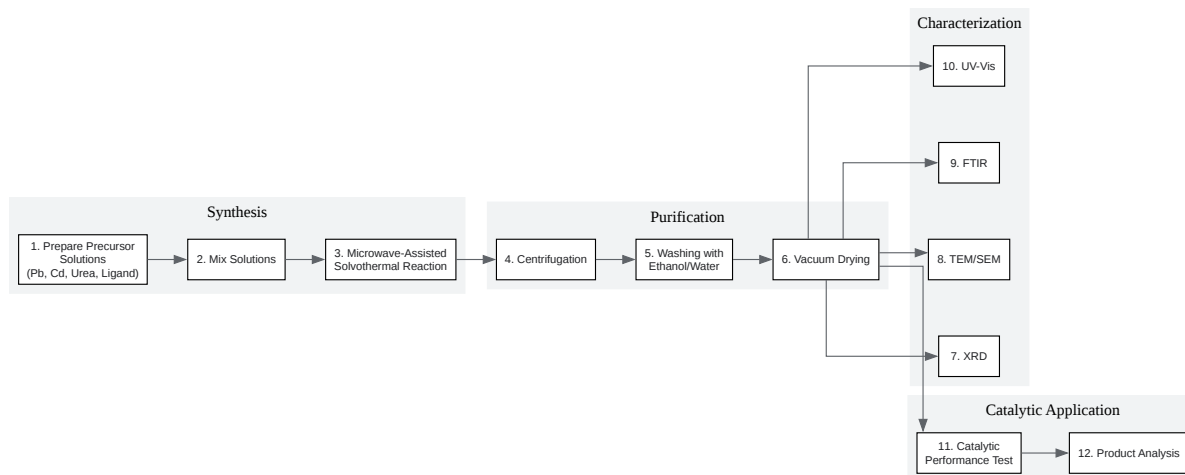 Characterization
10. UV-Vis
9. FTIR
Synthesis
1. Prepare Precursor
Solutions
(Pb, Cd, Urea, Ligand)
2. Mix Solutions
3. Microwave-Assisted
Solvothermal Reaction
Purification
4. Centrifugation
5. Washing with
Ethanol/Water
6. Vacuum Drying
8. TEM/SEM
7. XRD
Catalytic Application
11. Catalytic
Performance Test
12. Product Analysis